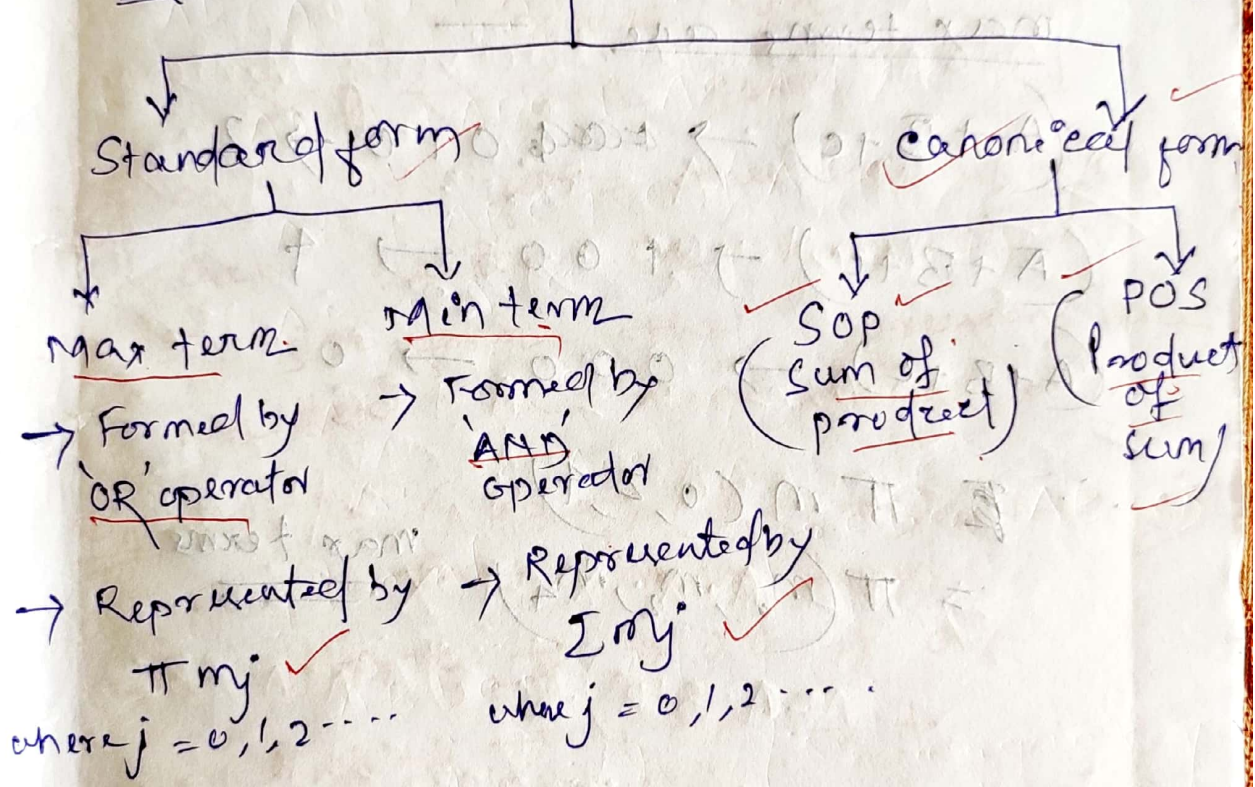 Standard form
Canonical form
Max term
→ Formed by
'OR' operator
→ Represented by
π mj
where j = 0, 1, 2 ....
Min term
→ Formed by
'AND'
operator
→ Represented by
Σ mj
where j = 0, 1, 2 ....
SOP
(Sum of
product)
POS
(Product
of
sum)